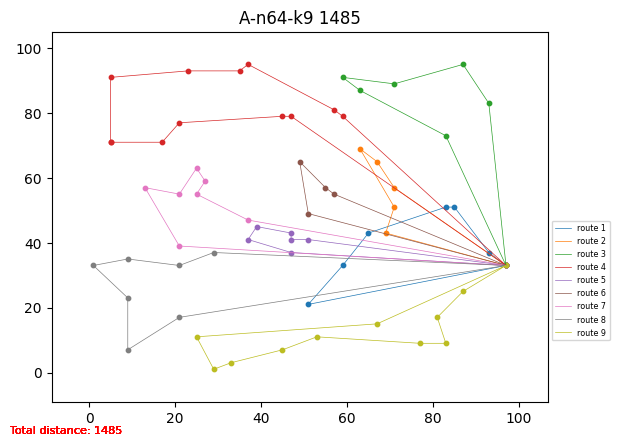 A-n64-k9 1485
100
80
60
40
20
0
0 20 40 60 80 100
route 1
route 2
route 3
route 4
route 5
route 6
route 7
route 8
route 9
Total distance: 1485